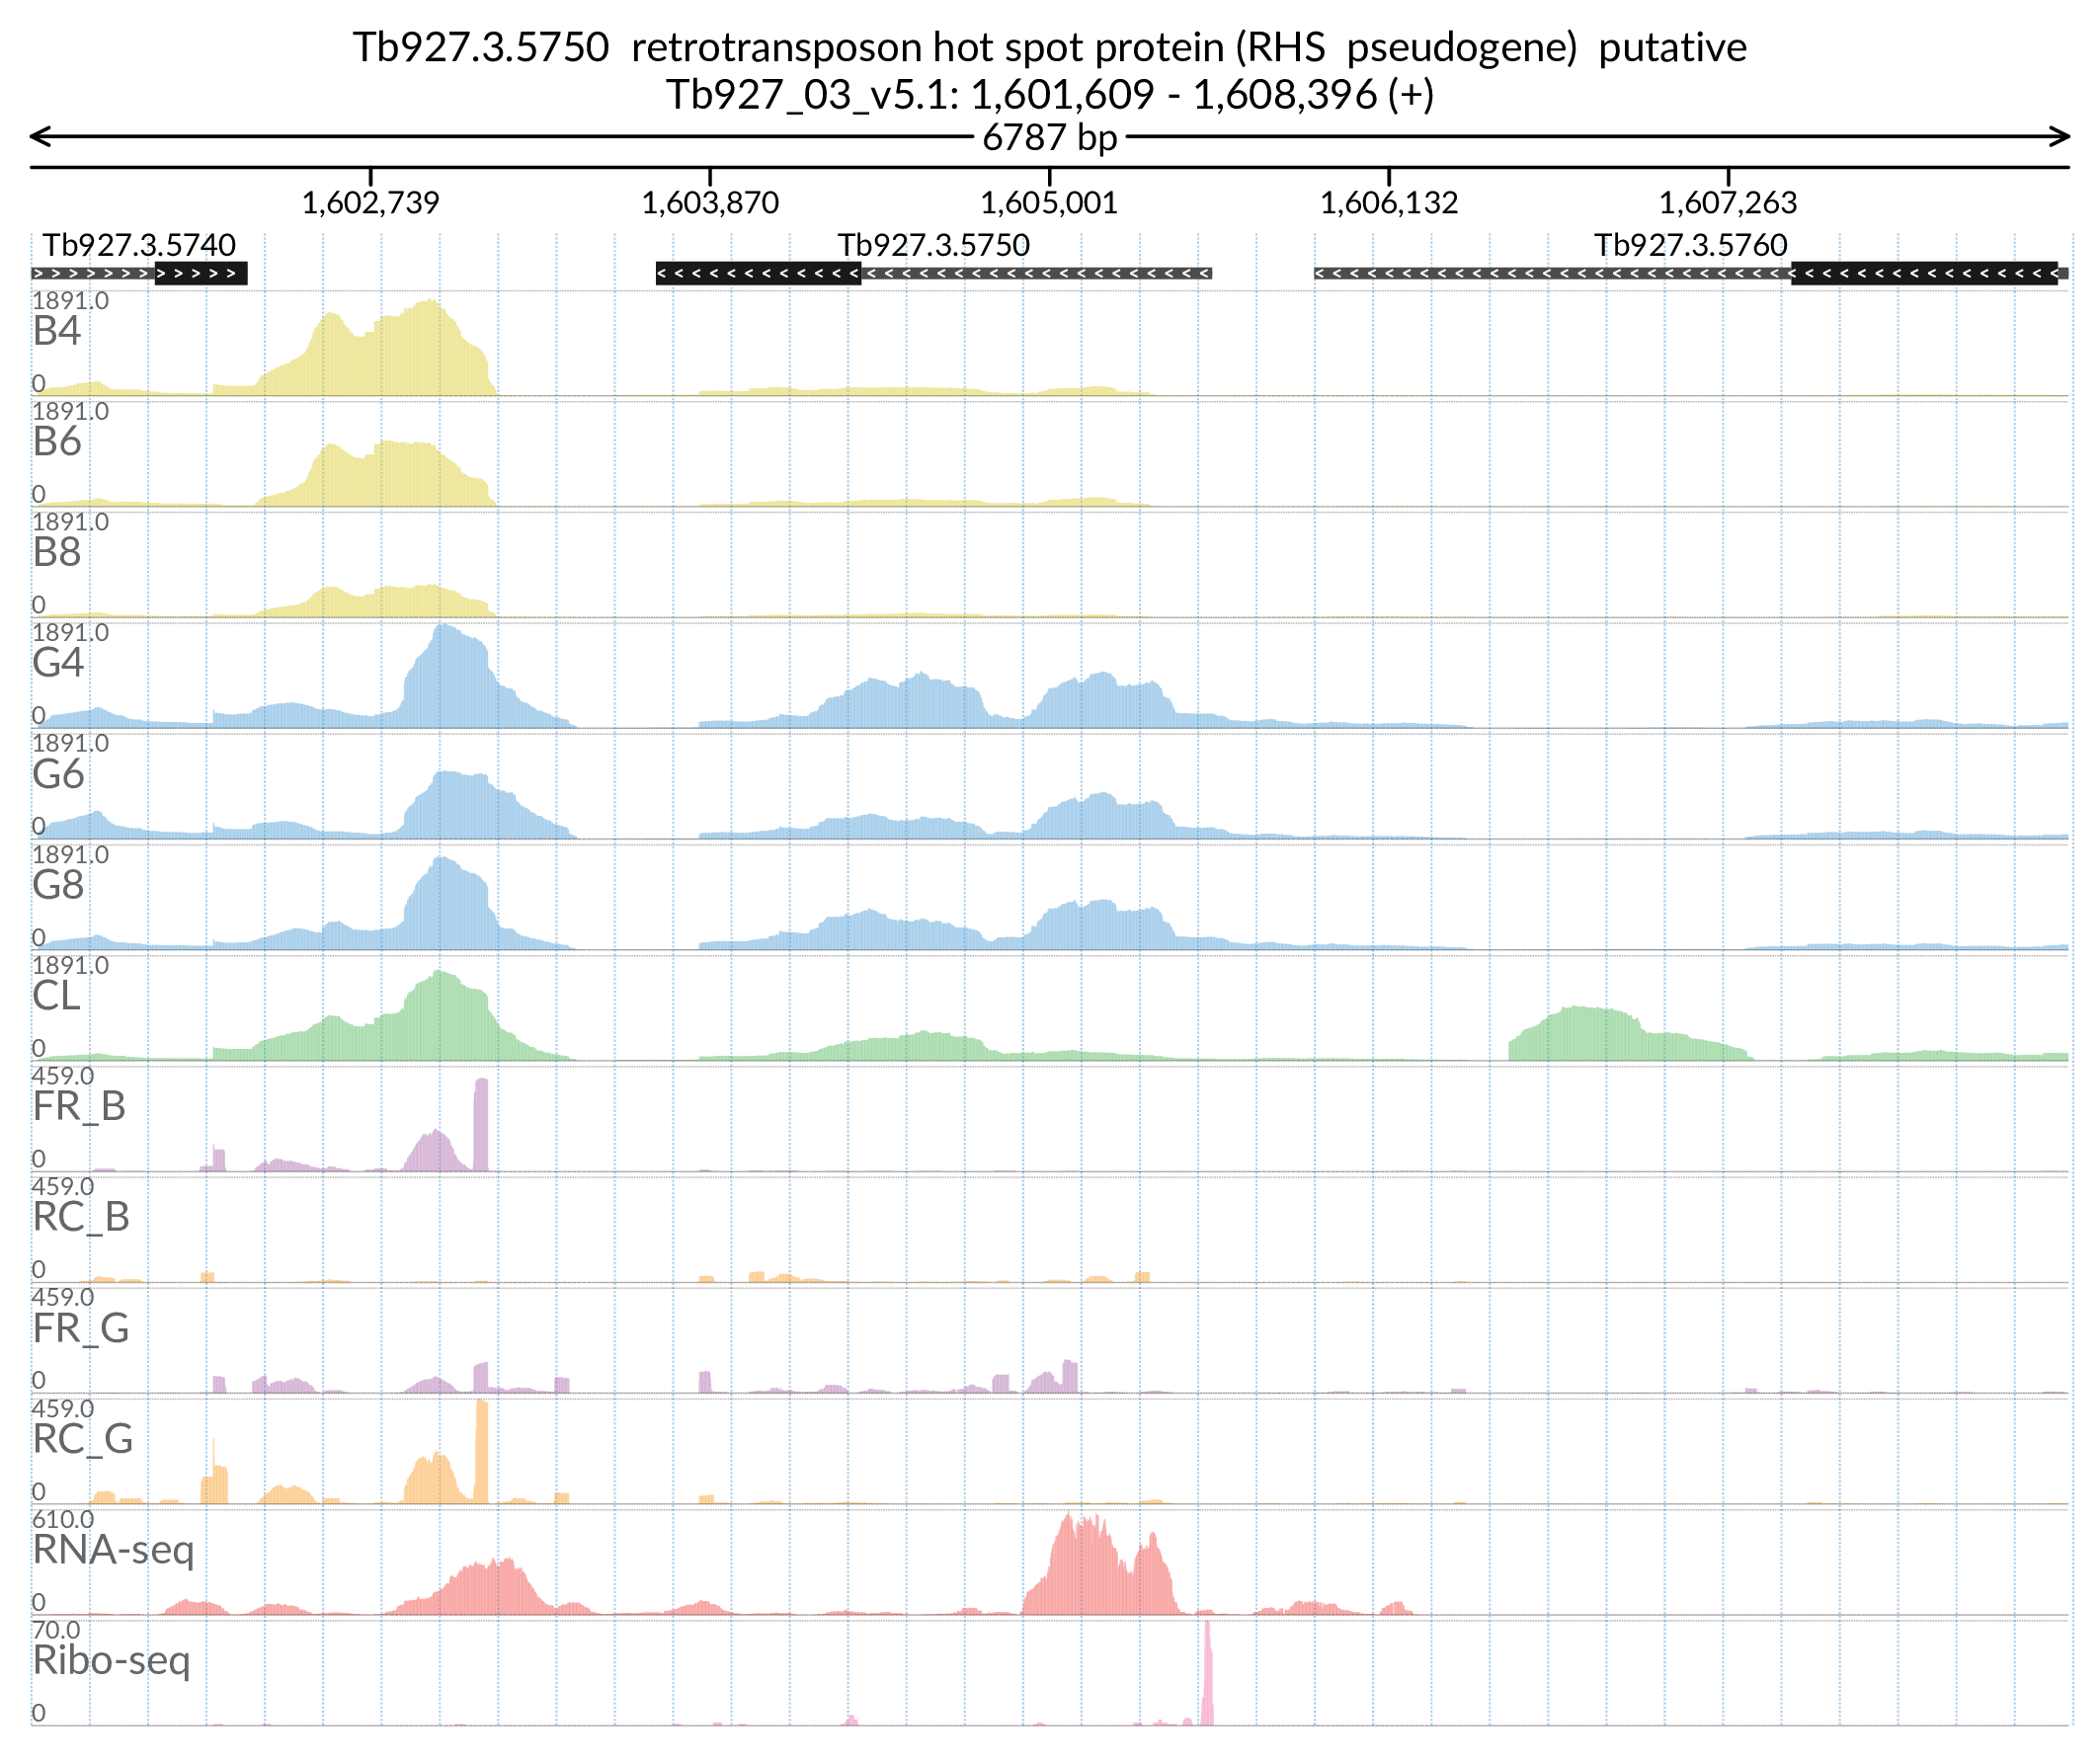 Tb927.3.5750 retrotransposon hot spot protein (RHS pseudogene) putative
Tb927_03_v5.1: 1,601,609 - 1,608,396 (+)
6787 bp
1,602,739 1,603,870 1,605,001 1,606,132 1,607,263
Tb927.3.5740 Tb927.3.5750 Tb927.3.5760
1891.0
B4
0
1891.0
B6
0
1891.0
B8
0
1891.0
G4
0
1891.0
G6
0
1891.0
G8
0
1891.0
CL
0
459.0
FR_B
0
459.0
RC_B
0
459.0
FR_G
0
459.0
RC_G
0
610.0
RNA-seq
0
70.0
Ribo-seq
0